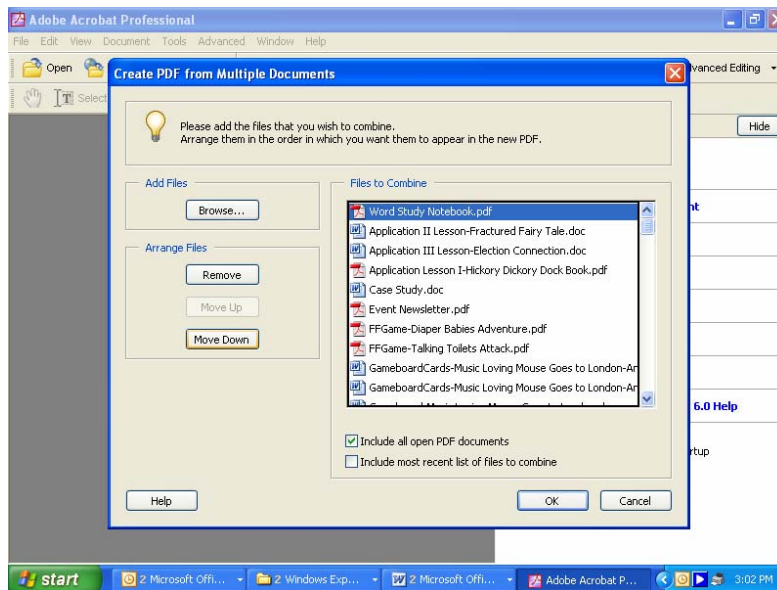 Adobe Acrobat Professional
File Edit View Document Tools Advanced Window Help
Open
vanced Editing
Select
Hide
Create PDF from Multiple Documents
Please add the files that you wish to combine.
Arrange them in the order in which you want them to appear in the new PDF.
Add Files
Browse...
Arrange Files
Remove
Move Up
Move Down
Files to Combine
Word Study Notebook.pdf
Application II Lesson-Fractured Fairy Tale.doc
Application III Lesson-Election Connection.doc
Application Lesson I-Hickory Dickory Dock Book.pdf
Case Study.doc
Event Newsletter.pdf
FFGame-Diaper Babies Adventure.pdf
FFGame-Talking Toilets Attack.pdf
GameboardCards-Music Loving Mouse Goes to London-Ar
GameboardCards-Music Loving Mouse Goes to London-Ar
Include all open PDF documents
Include most recent list of files to combine
Help
OK Cancel
nt
6.0 Help
rtup
start 2 Microsoft Offi... 2 Windows Exp... 2 Microsoft Offi... Adobe Acrobat P... 3:02 PM